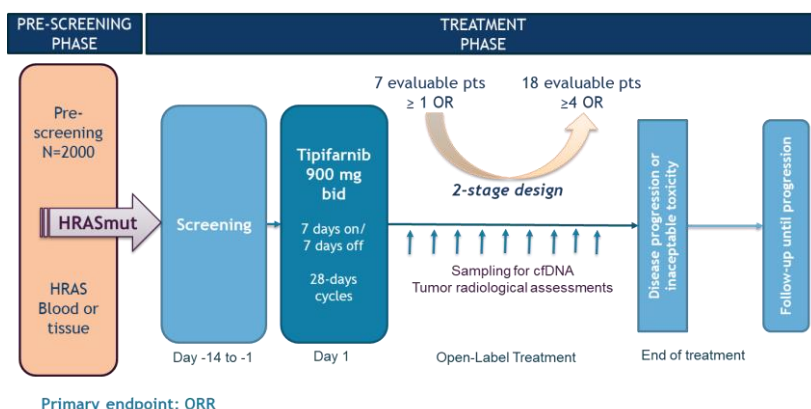 PRE-SCREENING
PHASE
TREATMENT
PHASE
Pre-
screening
N=2000
HRASmut
HRAS
Blood or
tissue
Screening
Day -14 to -1
Tipifarnib
900 mg
bid
7 days on/
7 days off
28-days
cycles
Day 1
7 evaluable pts
≥ 1 OR
18 evaluable pts
≥4 OR
2-stage design
Sampling for cfDNA
Tumor radiological assessments
Open-Label Treatment
Disease progression or
inaceptable toxicity
End of treatment
Follow-up until progression
Primary endpoint: ORR